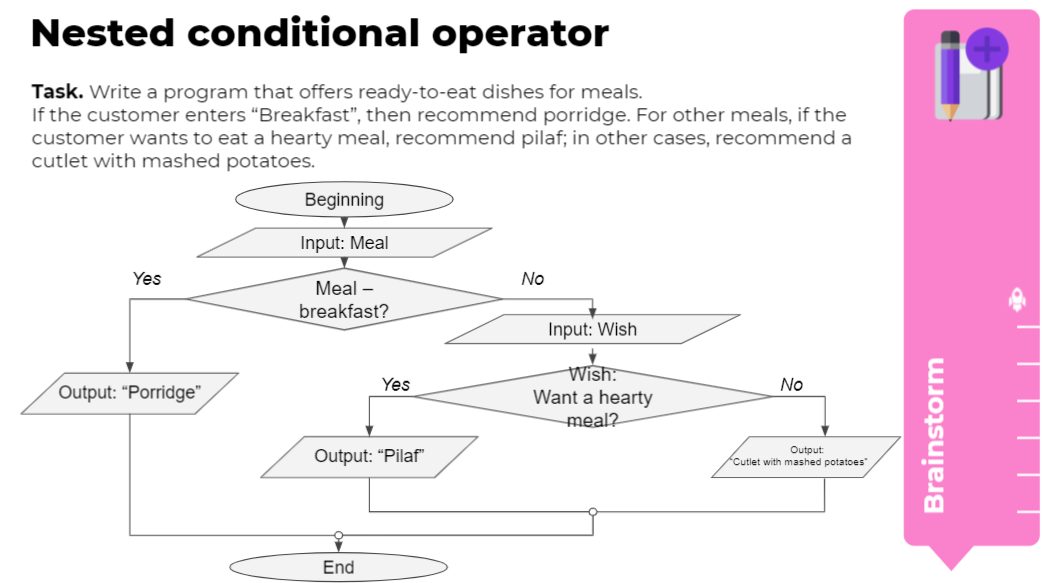 Nested conditional operator
Task. Write a program that offers ready-to-eat dishes for meals.
If the customer enters “Breakfast”, then recommend porridge. For other meals, if the
customer wants to eat a hearty meal, recommend pilaf; in other cases, recommend a
cutlet with mashed potatoes.
Beginning
Input: Meal
Yes
No
Meal –
breakfast?
Input: Wish
Output: “Porridge”
Yes
No
Wish:
Want a hearty
meal?
Output: “Pilaf”
Output:
“Cutlet with mashed potatoes”
End
Brainstorm